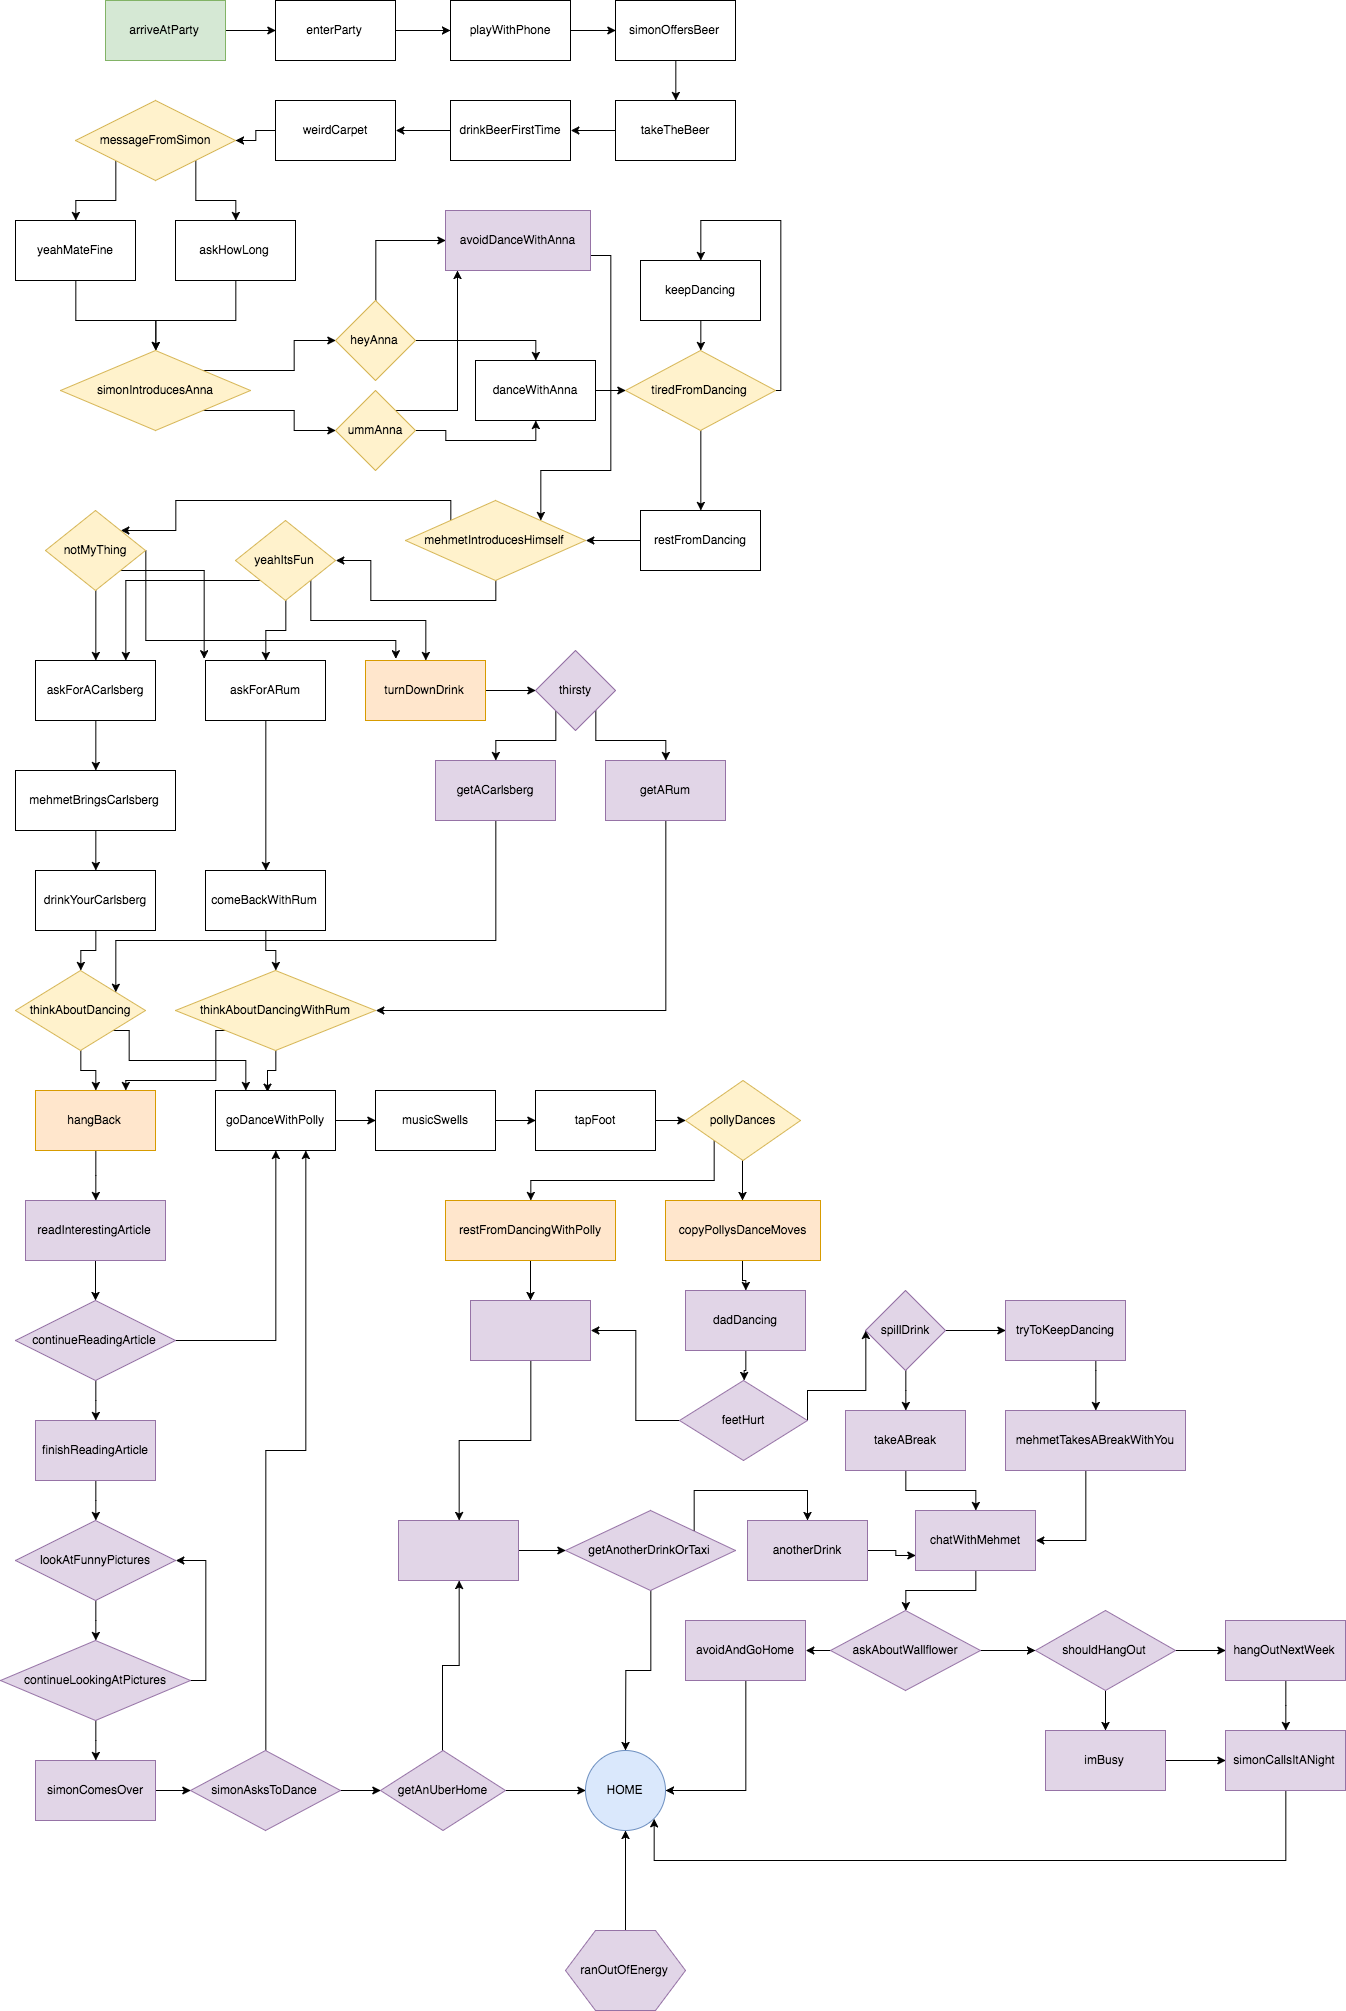 arriveAtParty
enterParty
playWithPhone
simonOffersBeer
messageFromSimon
weirdCarpet
drinkBeerFirstTime
takeTheBeer
yeahMateFine
askHowLong
avoidDanceWithAnna
keepDancing
heyAnna
simonIntroducesAnna
danceWithAnna
tiredFromDancing
ummAnna
notMyThing
yeahItsFun
mehmetIntroducesHimself
restFromDancing
askForACarlsberg
askForARum
turnDownDrink
thirsty
mehmetBringsCarlsberg
getACarlsberg
getARum
drinkYourCarlsberg
comeBackWithRum
thinkAboutDancing
thinkAboutDancingWithRum
hangBack
goDanceWithPolly
musicSwells
tapFoot
pollyDances
readInterestingArticle
restFromDancingWithPolly
copyPollysDanceMoves
continueReadingArticle
dadDancing
spillDrink
tryToKeepDancing
finishReadingArticle
feetHurt
takeABreak
mehmetTakesABreakWithYou
lookAtFunnyPictures
getAnotherDrinkOrTaxi
anotherDrink
chatWithMehmet
continueLookingAtPictures
avoidAndGoHome
askAboutWallflower
shouldHangOut
hangOutNextWeek
simonComesOver
simonAsksToDance
getAnUberHome
HOME
imBusy
simonCallsItANight
ranOutOfEnergy